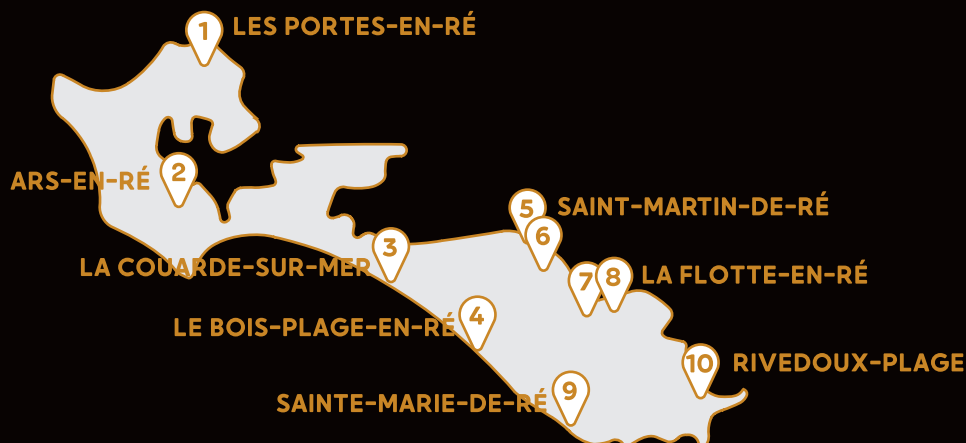 1 LES PORTES-EN-RÉ
ARS-EN-RÉ 2
5 SAINT-MARTIN-DE-RÉ
6
3
LA COUARDE-SUR-MER
7 8 LA FLOTTE-EN-RÉ
4
LE BOIS-PLAGE-EN-RÉ
10 RIVEDOUX-PLAGE
9
SAINTE-MARIE-DE-RÉ